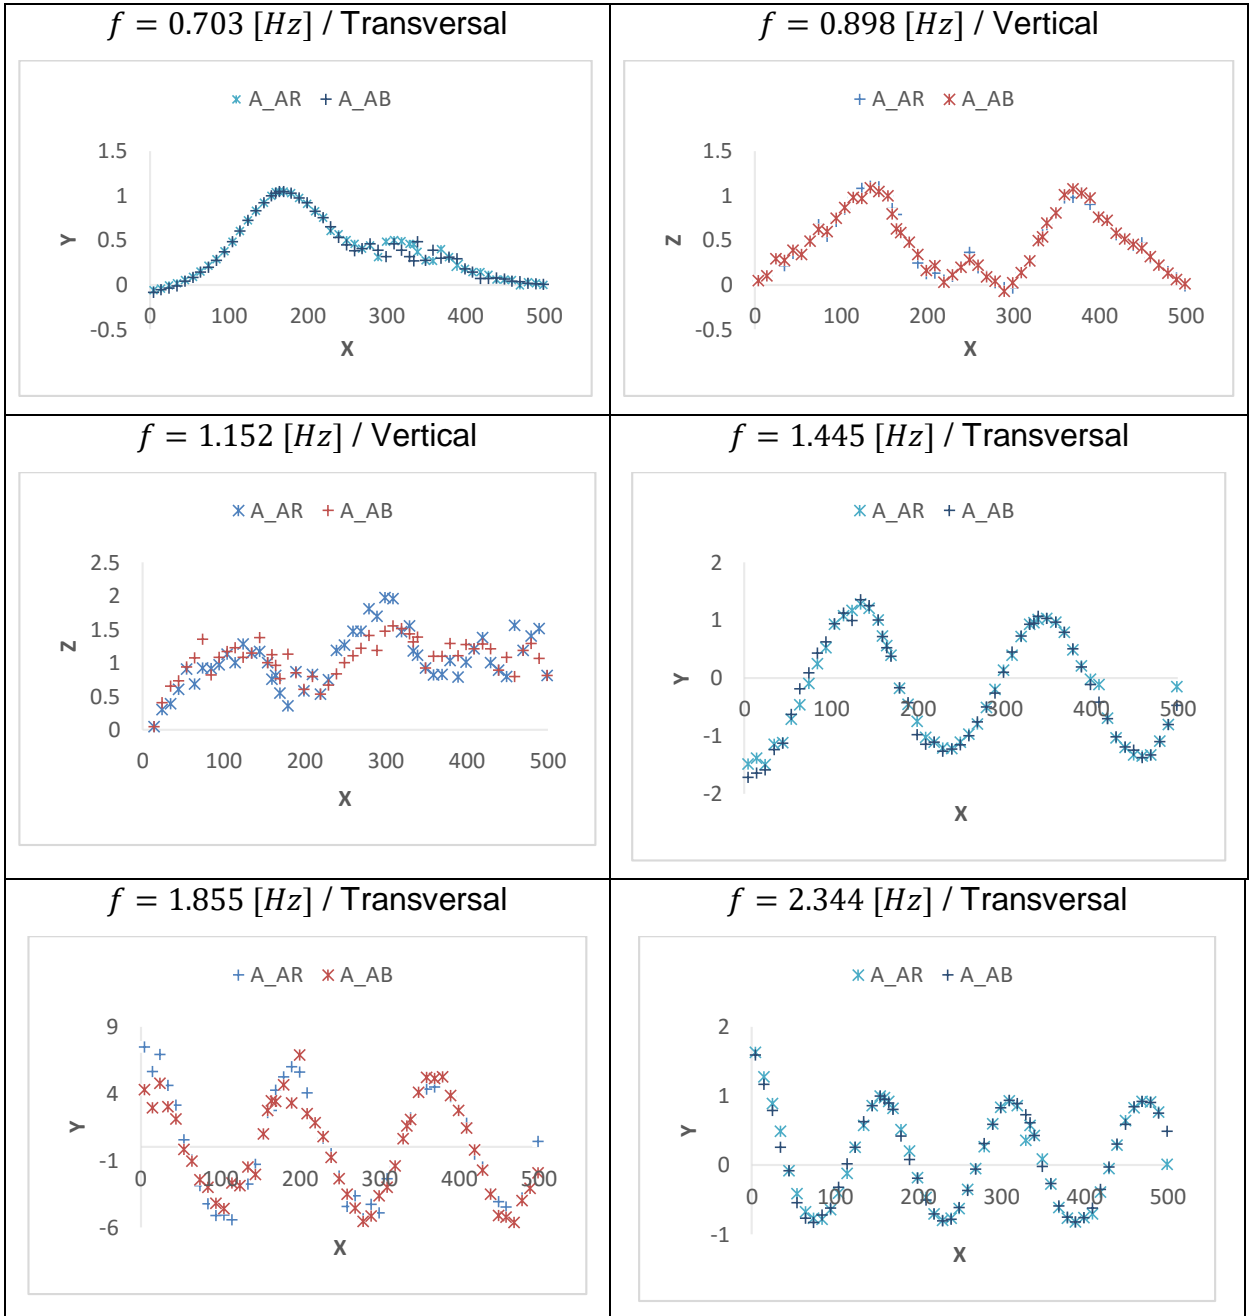 f = 0.703 [Hz] / Transversal
A_AR A_AB
1.5
1
0.5
0
-0.5
Y
0 100 200 300 400 500
X
f = 0.898 [Hz] / Vertical
A_AR A_AB
1.5
1
0.5
0
-0.5
Z
0 100 200 300 400 500
X
f = 1.152 [Hz] / Vertical
A_AR A_AB
2.5
2
1.5
1
0.5
0
Z
0 100 200 300 400 500
X
f = 1.445 [Hz] / Transversal
A_AR A_AB
2
1
0
-1
-2
Y
0 100 200 300 400 500
X
f = 1.855 [Hz] / Transversal
A_AR A_AB
9
4
-1
-6
Y
0 100 200 300 400 500
X
f = 2.344 [Hz] / Transversal
A_AR A_AB
2
1
0
-1
Y
0 100 200 300 400 500
X